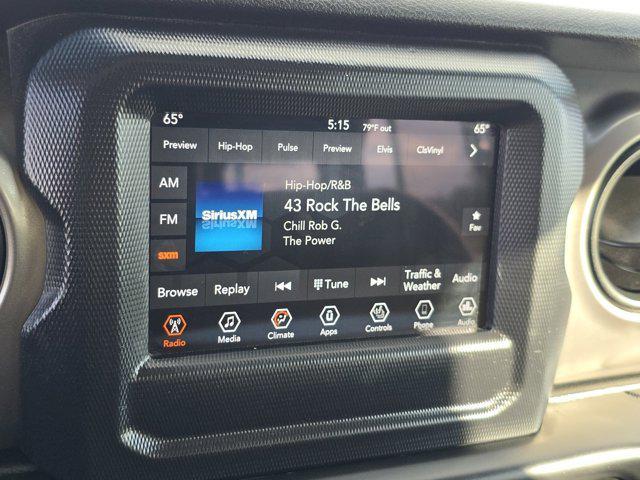 65° 5:15 79°F out 65°
Preview Hip-Hop Pulse Preview Elvis ClsVinyl
AM
FM
sxm
SiriusXM
Hip-Hop/R&B
43 Rock The Bells
Chill Rob G.
The Power
Fav
Browse Replay Tune Traffic & Weather Audio
Radio Media Climate Apps Controls Phone Audio